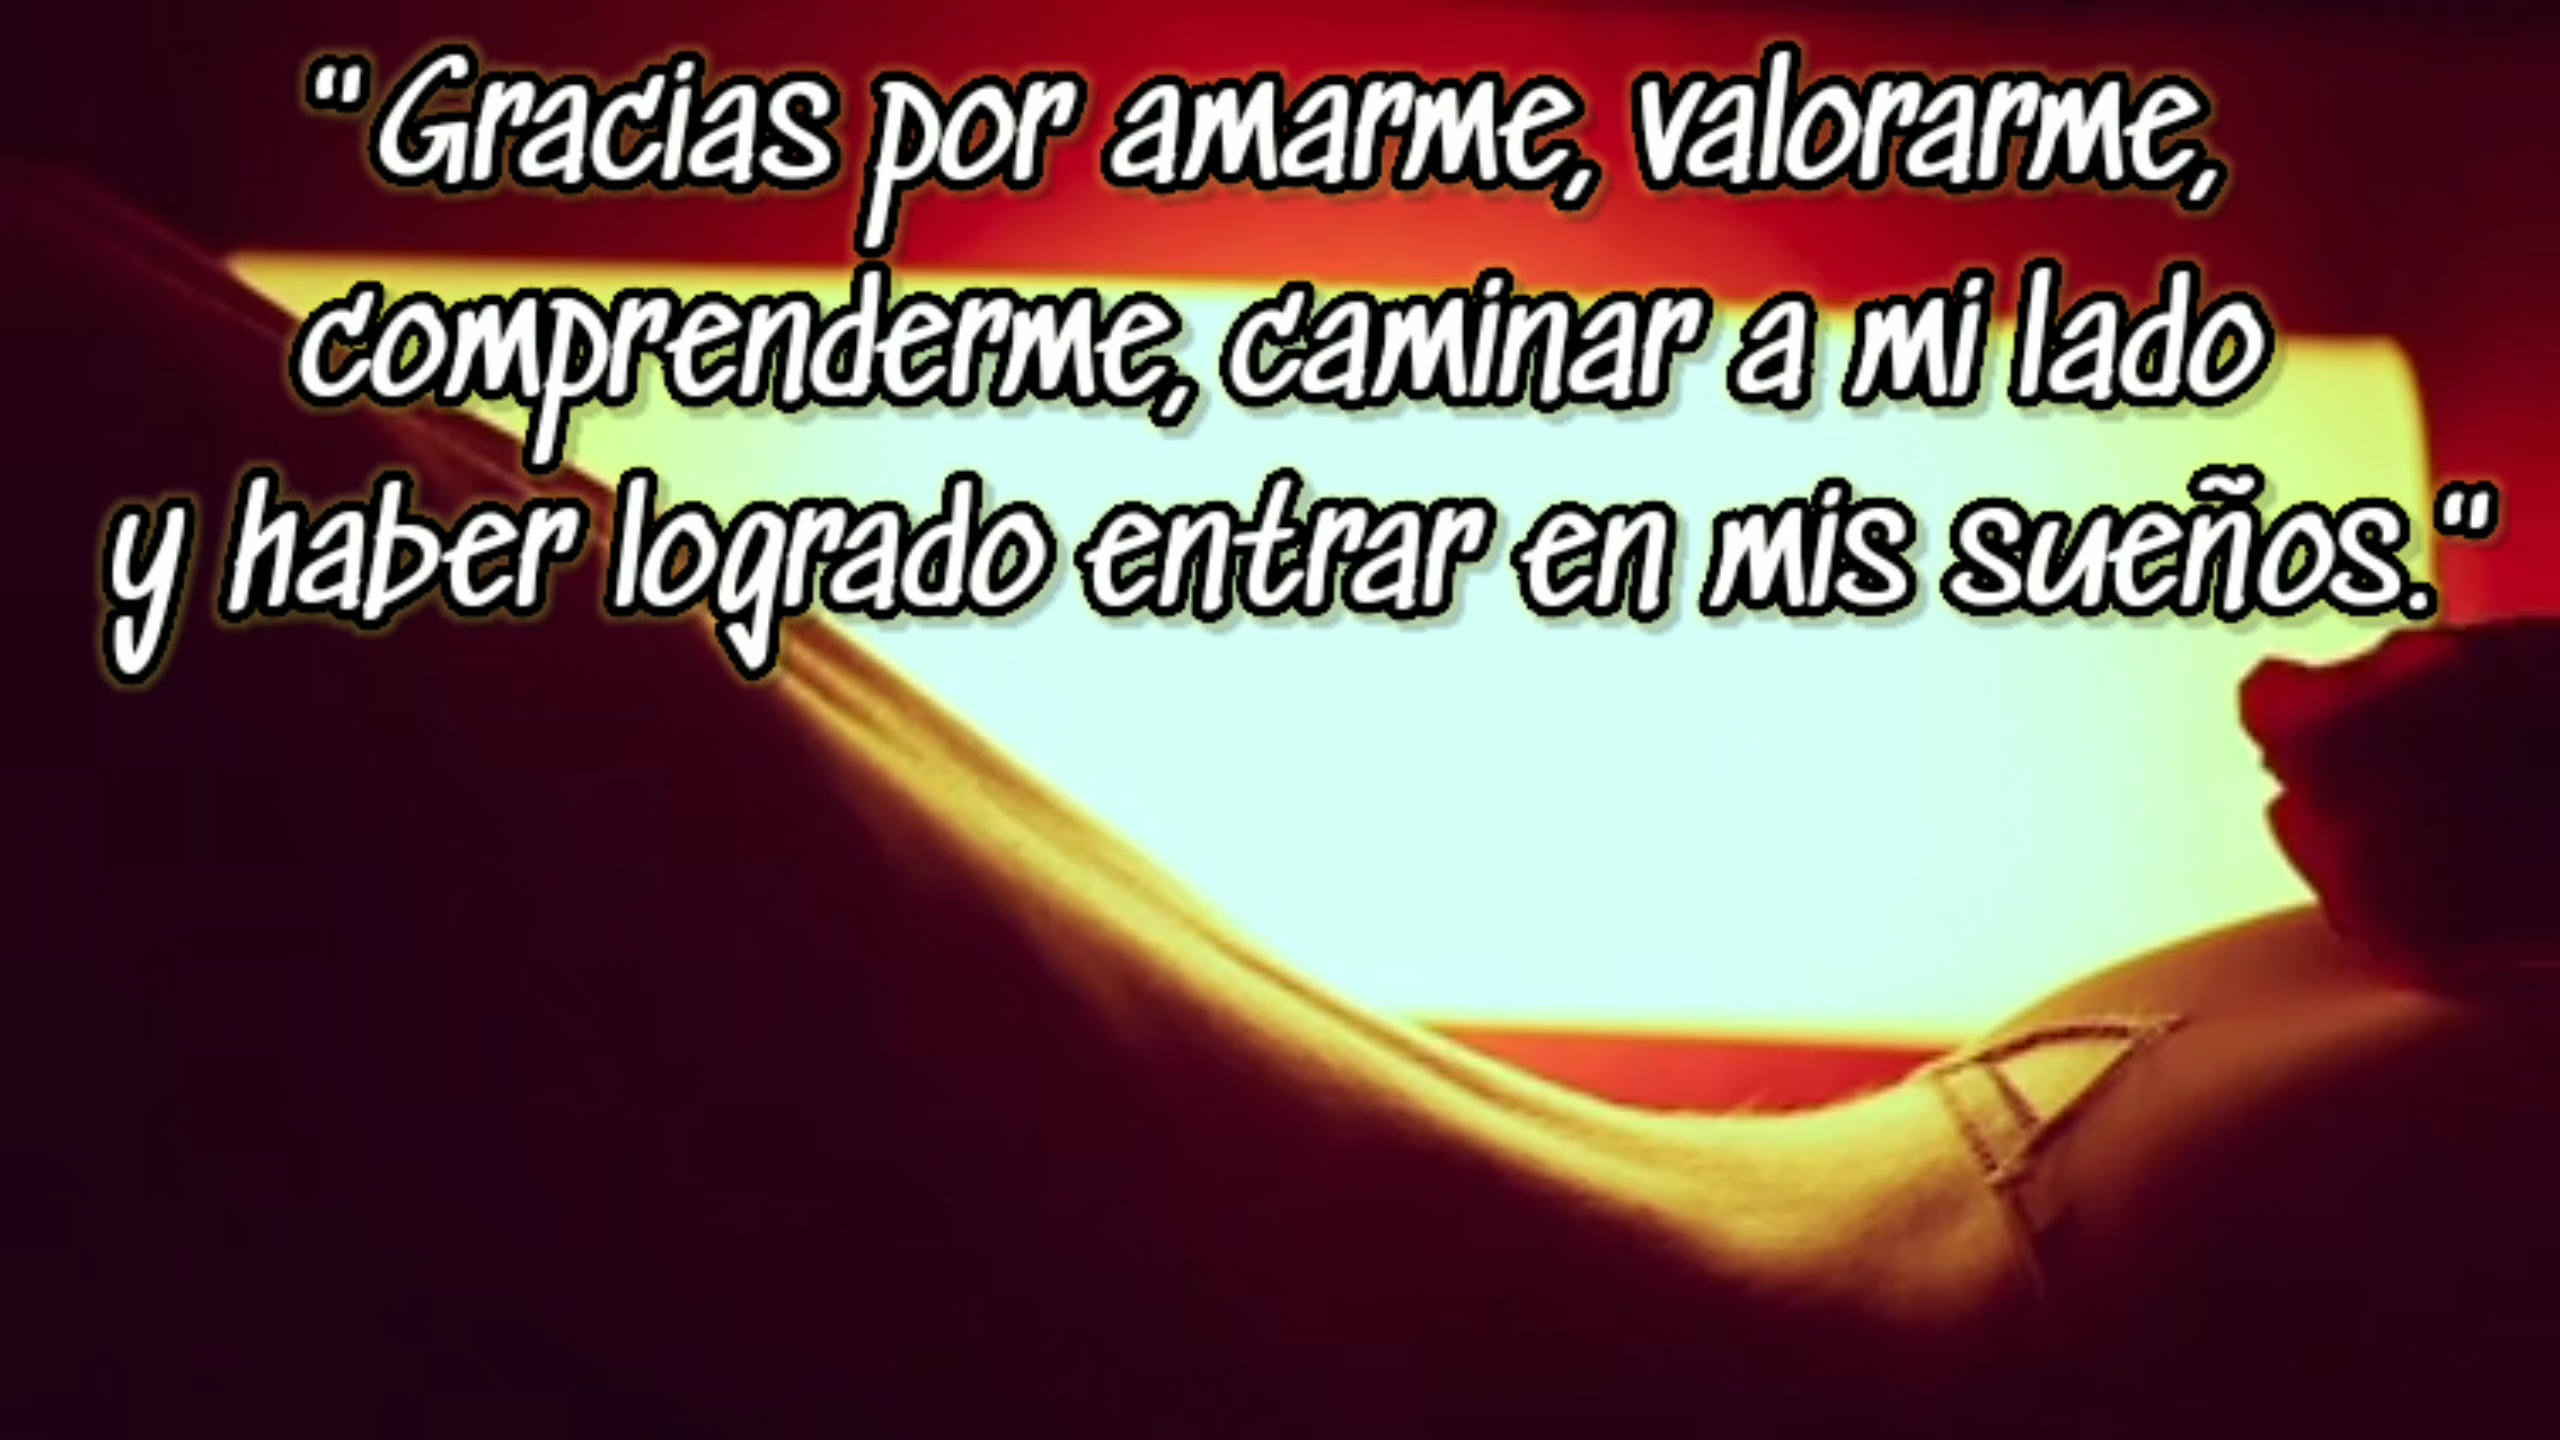 "Gracias por amarme, valorarme,
comprenderme, caminar a mi lado
y haber logrado entrar en mis sueños."